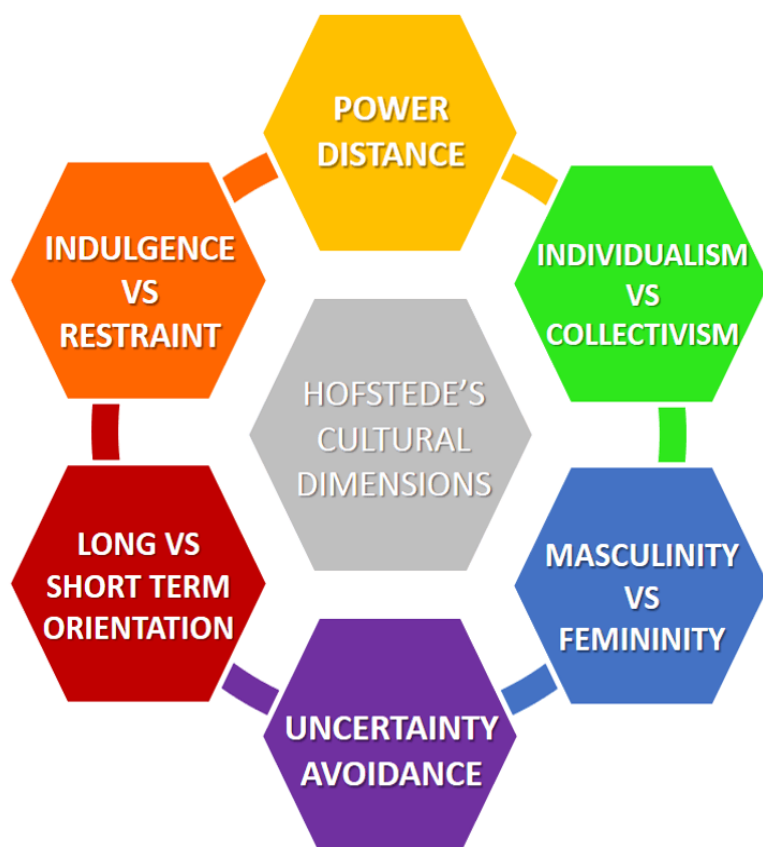 POWER
DISTANCE
INDIVIDUALISM
VS
COLLECTIVISM
MASCULINITY
VS
FEMININITY
UNCERTAINTY
AVOIDANCE
LONG VS
SHORT TERM
ORIENTATION
INDULGENCE
VS
RESTRAINT
HOFSTEDE'S
CULTURAL
DIMENSIONS